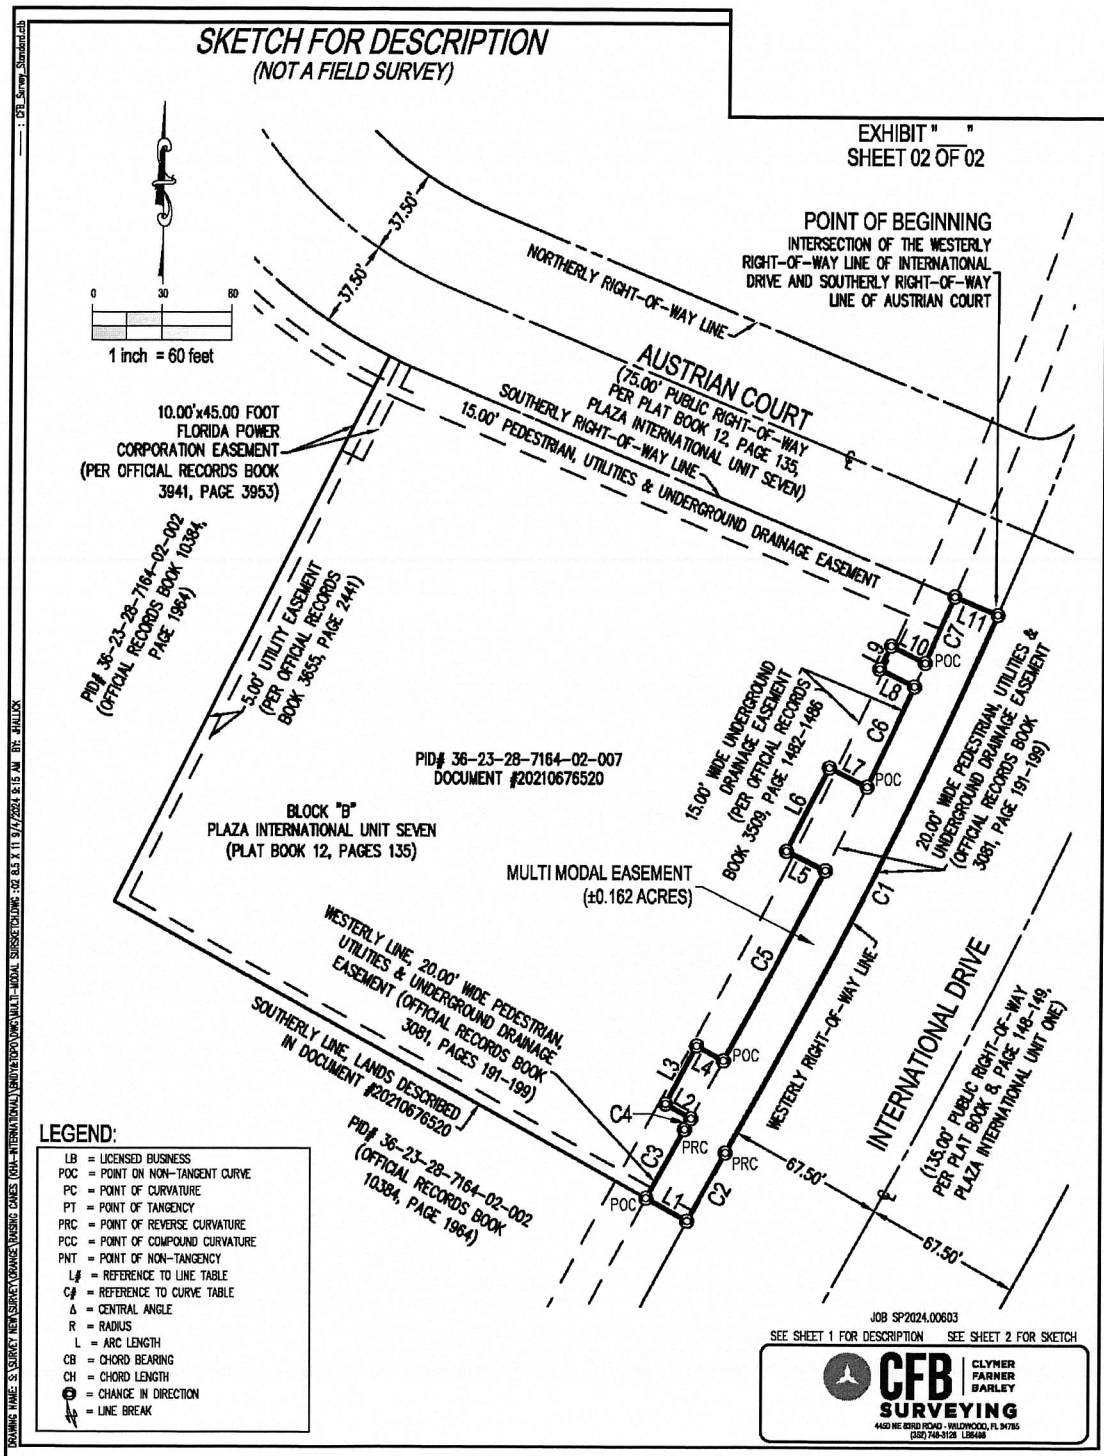 SKETCH FOR DESCRIPTION
(NOT A FIELD SURVEY)
EXHIBIT "___"
SHEET 02 OF 02
POINT OF BEGINNING
INTERSECTION OF THE WESTERLY
RIGHT-OF-WAY LINE OF INTERNATIONAL
DRIVE AND SOUTHERLY RIGHT-OF-WAY
LINE OF AUSTRIAN COURT
37.50'
37.50'
NORTHERLY RIGHT-OF-WAY LINE
0 30 60
1 inch = 60 feet
AUSTRIAN COURT
(75.00' PUBLIC RIGHT-OF-WAY
PER PLAT BOOK 12, PAGE 135,
PLAZA INTERNATIONAL UNIT SEVEN)
SOUTHERLY RIGHT-OF-WAY LINE
15.00' PEDESTRIAN, UTILITIES & UNDERGROUND DRAINAGE EASEMENT
10.00'x45.00 FOOT
FLORIDA POWER
CORPORATION EASEMENT
(PER OFFICIAL RECORDS BOOK
3941, PAGE 3953)
PID# 36-23-28-7164-02-002
(OFFICIAL RECORDS BOOK 10384,
PAGE 1964)
5.00' UTILITY EASEMENT
(PER OFFICIAL RECORDS
BOOK 3655, PAGE 2441)
L11
C7
L10
POC
L9
L8
C6
L7
POC
L6
L5
15.00' WIDE UNDERGROUND
DRAINAGE EASEMENT
(PER OFFICIAL RECORDS
BOOK 3509, PAGE 1482-1486)
20.00' WIDE PEDESTRIAN, UTILITIES &
UNDERGROUND DRAINAGE EASEMENT
(OFFICIAL RECORDS BOOK
3081, PAGE 191-199)
C1
PID# 36-23-28-7164-02-007
DOCUMENT #20210676520
BLOCK "B"
PLAZA INTERNATIONAL UNIT SEVEN
(PLAT BOOK 12, PAGES 135)
MULTI MODAL EASEMENT
(±0.162 ACRES)
C5
WESTERLY RIGHT-OF-WAY LINE
WESTERLY LINE, 20.00' WIDE PEDESTRIAN,
UTILITIES & UNDERGROUND DRAINAGE
EASEMENT (OFFICIAL RECORDS BOOK
3081, PAGES 191-199)
SOUTHERLY LINE, LANDS DESCRIBED
IN DOCUMENT #20210676520
PID# 36-23-28-7164-02-002
(OFFICIAL RECORDS BOOK
10384, PAGE 1964)
L3
L4
POC
L2
C4
PRC
C3
PRC
POC
L1
C2
INTERNATIONAL DRIVE
(135.00' PUBLIC RIGHT-OF-WAY
PER PLAT BOOK 8, PAGE 148-149,
PLAZA INTERNATIONAL UNIT ONE)
67.50'
67.50'
LEGEND:
LB = LICENSED BUSINESS
POC = POINT ON NON-TANGENT CURVE
PC = POINT OF CURVATURE
PT = POINT OF TANGENCY
PRC = POINT OF REVERSE CURVATURE
PCC = POINT OF COMPOUND CURVATURE
PNT = POINT OF NON-TANGENCY
L# = REFERENCE TO LINE TABLE
C# = REFERENCE TO CURVE TABLE
Δ = CENTRAL ANGLE
R = RADIUS
L = ARC LENGTH
CB = CHORD BEARING
CH = CHORD LENGTH
= CHANGE IN DIRECTION
= LINE BREAK
JOB SP2024.00603
SEE SHEET 1 FOR DESCRIPTION SEE SHEET 2 FOR SKETCH
CFB
CLYMER
FARNER
BARLEY
SURVEYING
4450 NE 83RD ROAD - WILDWOOD, FL 34785
(352) 748-3126 LB8486